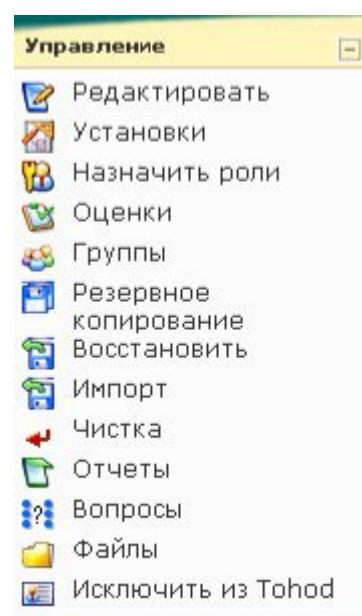 Управление
Редактировать
Установки
Назначить роли
Оценки
Группы
Резервное
копирование
Восстановить
Импорт
Чистка
Отчеты
Вопросы
Файлы
Исключить из Tohod